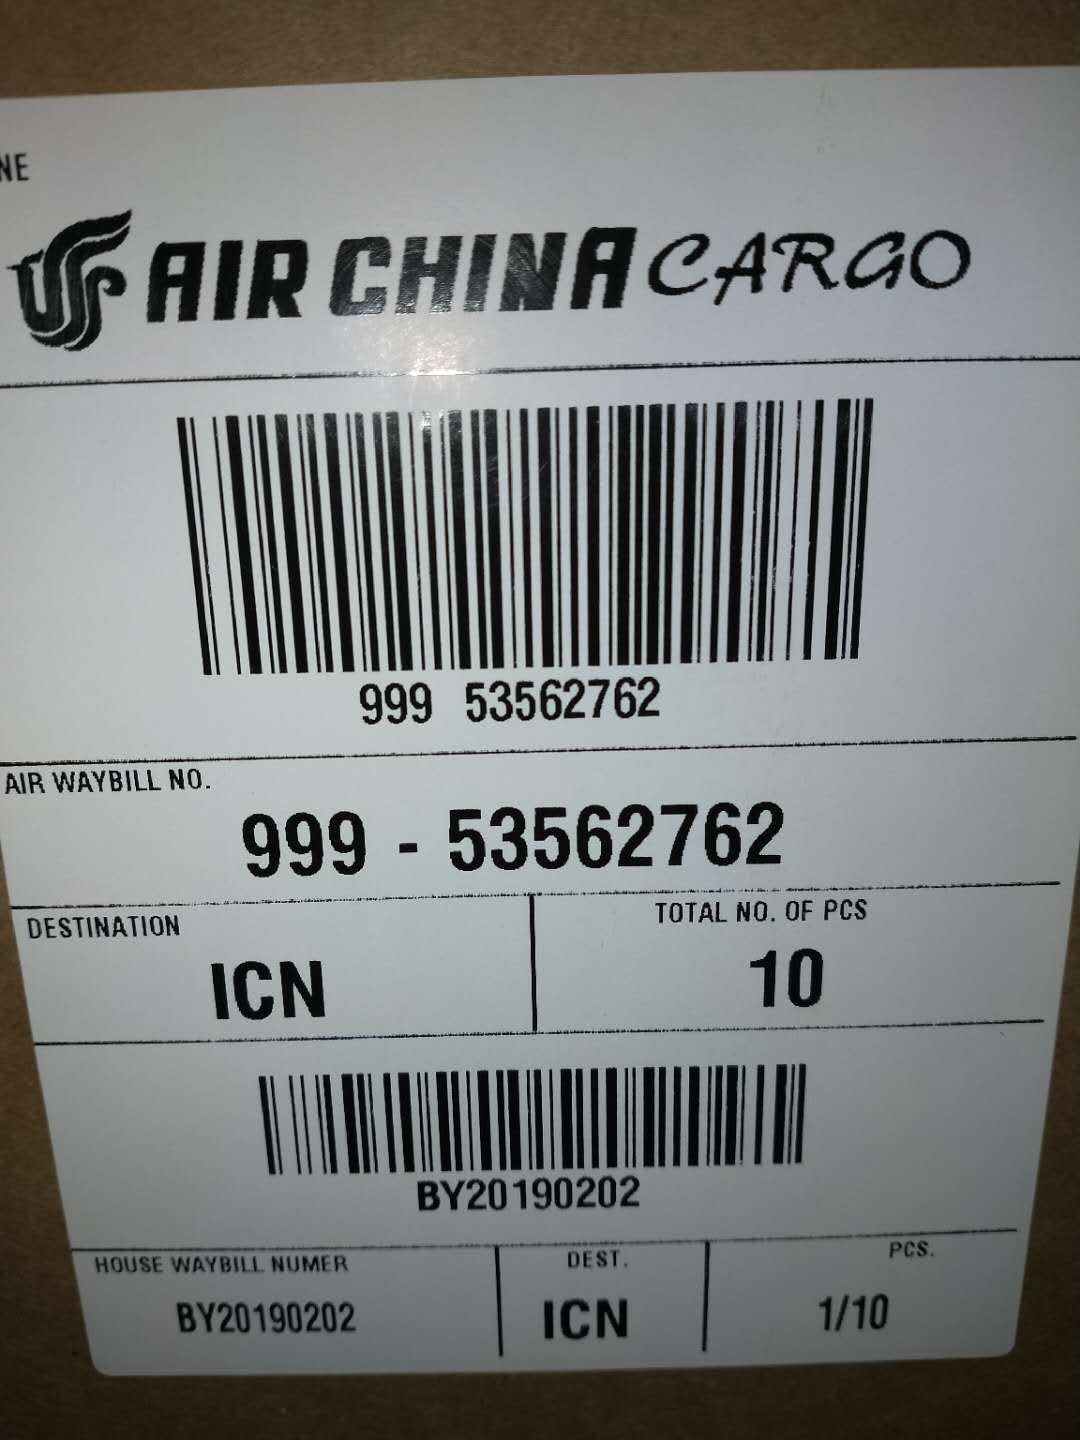 NE
AIR CHINA CARGO
999 53562762
AIR WAYBILL NO.
999 - 53562762
DESTINATION
ICN
TOTAL NO. OF PCS
10
BY20190202
HOUSE WAYBILL NUMER
BY20190202
DEST.
ICN
PCS.
1/10